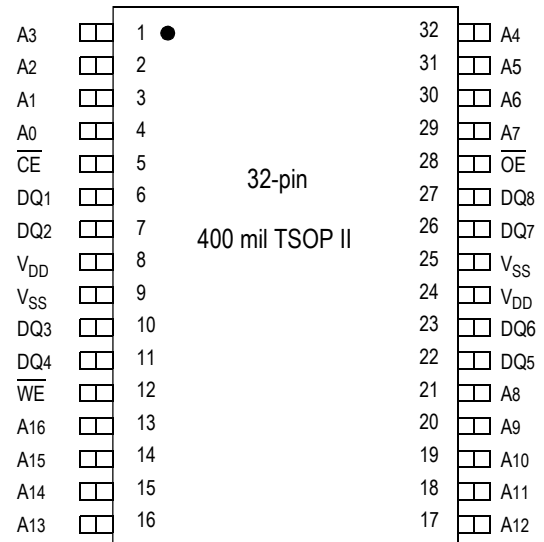 A3 1 32 A4
A2 2 31 A5
A1 3 30 A6
A0 4 29 A7
C̅E̅ 5 28 O̅E̅
DQ1 6 27 DQ8
32-pin
DQ2 7 26 DQ7
400 mil TSOP II
VDD 8 25 VSS
VSS 9 24 VDD
DQ3 10 23 DQ6
DQ4 11 22 DQ5
W̅E̅ 12 21 A8
A16 13 20 A9
A15 14 19 A10
A14 15 18 A11
A13 16 17 A12